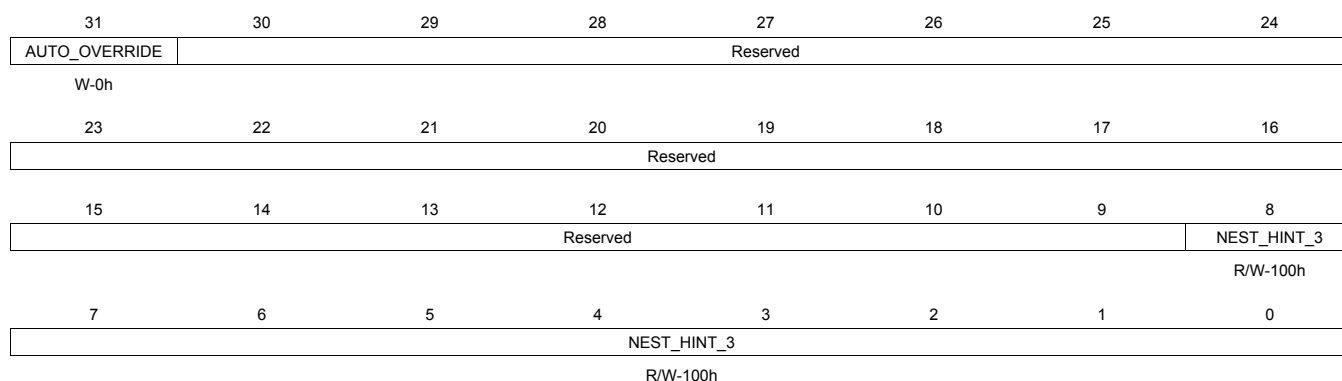 31 30 29 28 27 26 25 24
AUTO_OVERRIDE Reserved
W-0h
23 22 21 20 19 18 17 16
Reserved
15 14 13 12 11 10 9 8
Reserved NEST_HINT_3
R/W-100h
7 6 5 4 3 2 1 0
NEST_HINT_3
R/W-100h